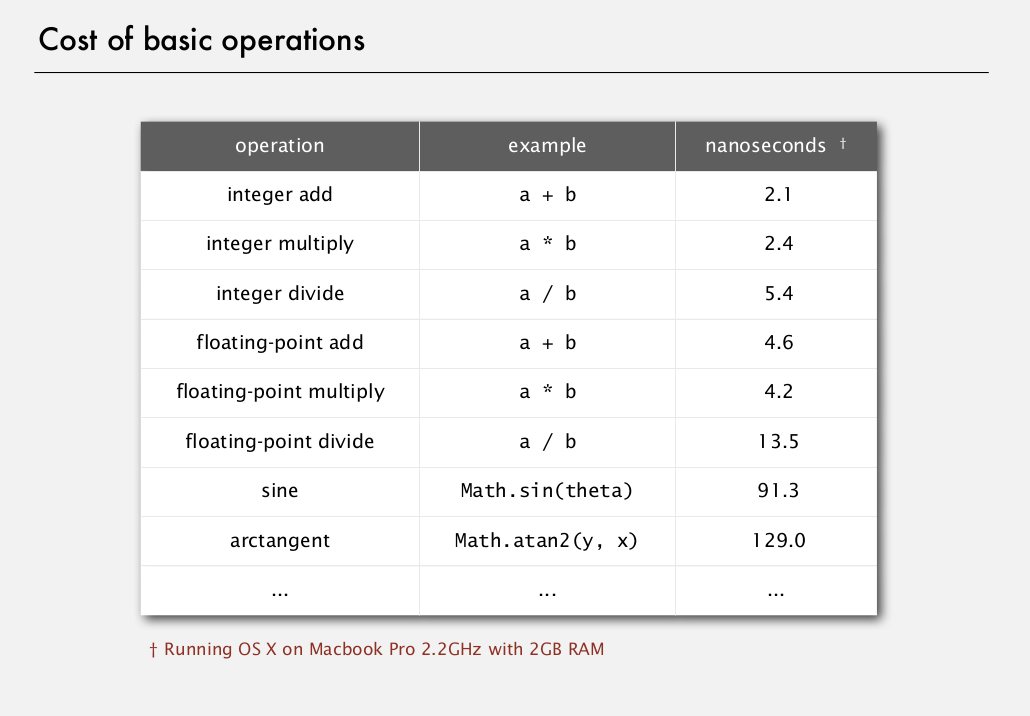 Cost of basic operations
operation example nanoseconds †
integer add a + b 2.1
integer multiply a * b 2.4
integer divide a / b 5.4
floating-point add a + b 4.6
floating-point multiply a * b 4.2
floating-point divide a / b 13.5
sine Math.sin(theta) 91.3
arctangent Math.atan2(y, x) 129.0
... ... ...
† Running OS X on Macbook Pro 2.2GHz with 2GB RAM